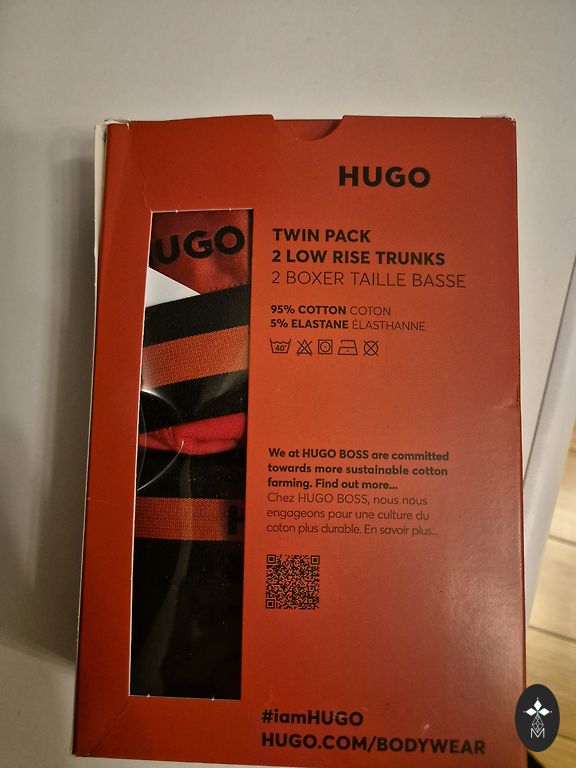 HUGO
UGO
TWIN PACK
2 LOW RISE TRUNKS
2 BOXER TAILLE BASSE
95% COTTON COTON
5% ELASTANE ÉLASTHANNE
40°
We at HUGO BOSS are committed
towards more sustainable cotton
farming. Find out more...
Chez HUGO BOSS, nous nous
engageons pour une culture du
coton plus durable. En savoir plus...
H
#iamHUGO
HUGO.COM/BODYWEAR
M